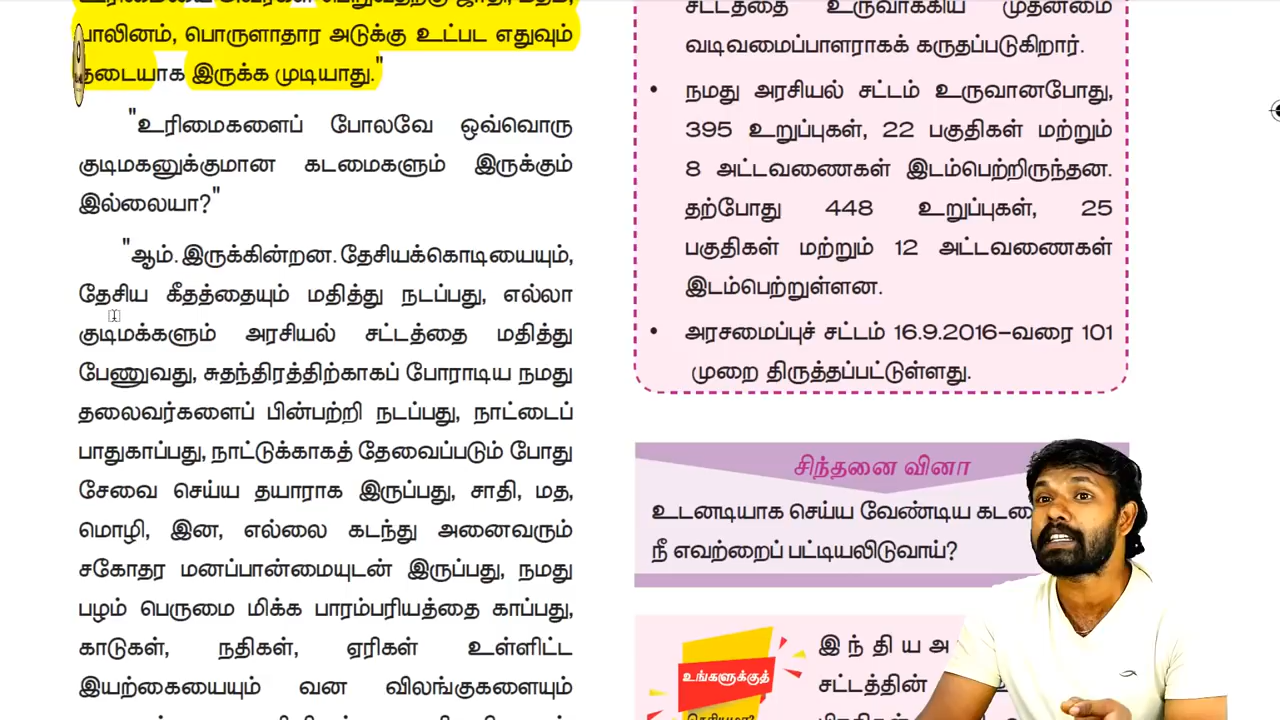 பாலினம், பொருளாதார அடுக்கு உட்பட எதுவும்
தடையாக இருக்க முடியாது."
"உரிமைகளைப் போலவே ஒவ்வொரு
குடிமகனுக்குமான கடமைகளும் இருக்கும்
இல்லையா?"
"ஆம். இருக்கின்றன. தேசியக்கொடியையும்,
தேசிய கீதத்தையும் மதித்து நடப்பது, எல்லா
குடிமக்களும் அரசியல் சட்டத்தை மதித்து
பேணுவது, சுதந்திரத்திற்காகப் போராடிய நமது
தலைவர்களைப் பின்பற்றி நடப்பது, நாட்டைப்
பாதுகாப்பது, நாட்டுக்காகத் தேவைப்படும் போது
சேவை செய்ய தயாராக இருப்பது, சாதி, மத,
மொழி, இன, எல்லை கடந்து அனைவரும்
சகோதர மனப்பான்மையுடன் இருப்பது, நமது
பழம் பெருமை மிக்க பாரம்பரியத்தை காப்பது,
காடுகள், நதிகள், ஏரிகள் உள்ளிட்ட
இயற்கையையும் வன விலங்குகளையும்
சட்டத்தை உருவாக்கிய முதன்மை
வடிவமைப்பாளராகக் கருதப்படுகிறார்.
• நமது அரசியல் சட்டம் உருவானபோது,
395 உறுப்புகள், 22 பகுதிகள் மற்றும்
8 அட்டவணைகள் இடம்பெற்றிருந்தன.
தற்போது 448 உறுப்புகள், 25
பகுதிகள் மற்றும் 12 அட்டவணைகள்
இடம்பெற்றுள்ளன.
• அரசமைப்புச் சட்டம் 16.9.2016–வரை 101
முறை திருத்தப்பட்டுள்ளது.
சிந்தனை வினா
உடனடியாக செய்ய வேண்டிய
நீ எவற்றைப் பட்டியலிடுவாய்?
உங்களுக்குத்
இந்திய அ
சட்டத்தின்